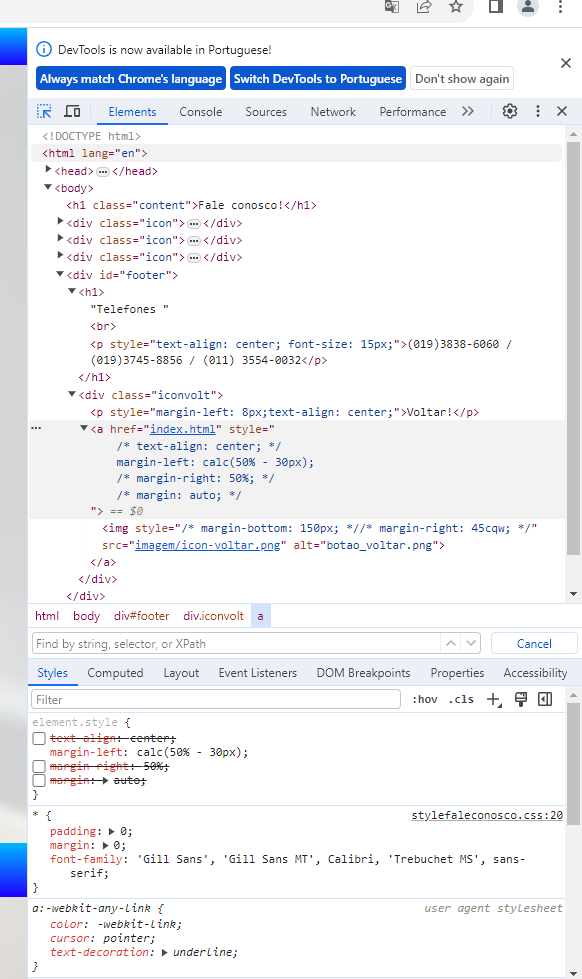 DevTools is now available in Portuguese!
Always match Chrome's language Switch DevTools to Portuguese Don't show again
Elements Console Sources Network Performance
<!DOCTYPE html>
<html lang="en">
<head> ••• </head>
<body>
<h1 class="content">Fale conosco!</h1>
<div class="icon"> ••• </div>
<div class="icon"> ••• </div>
<div class="icon"> ••• </div>
<div id="footer">
<h1>
"Telefones "
<br>
<p style="text-align: center; font-size: 15px;">(019)3838-6060 /
(019)3745-8856 / (011) 3554-0032</p>
</h1>
<div class="iconvolt">
<p style="margin-left: 8px;text-align: center;">Voltar!</p>
••• <a href="index.html" style="
/* text-align: center; */
margin-left: calc(50% - 30px);
/* margin-right: 50%; */
/* margin: auto; */
"> == $0
<img style="/* margin-bottom: 150px; *//* margin-right: 45cqw; */"
src="imagem/icon-voltar.png" alt="botao_voltar.png">
</a>
</div>
</div>
html body div#footer div.iconvolt a
Find by string, selector, or XPath Cancel
Styles Computed Layout Event Listeners DOM Breakpoints Properties Accessibility
Filter :hov .cls
element.style {
text-align: center;
margin-left: calc(50% - 30px);
margin-right: 50%;
margin: auto;
}
* { stylefaleconosco.css:20
padding: 0;
margin: 0;
font-family: 'Gill Sans', 'Gill Sans MT', Calibri, 'Trebuchet MS', sans-
serif;
}
a:-webkit-any-link { user agent stylesheet
color: -webkit-link;
cursor: pointer;
text-decoration: underline;
}